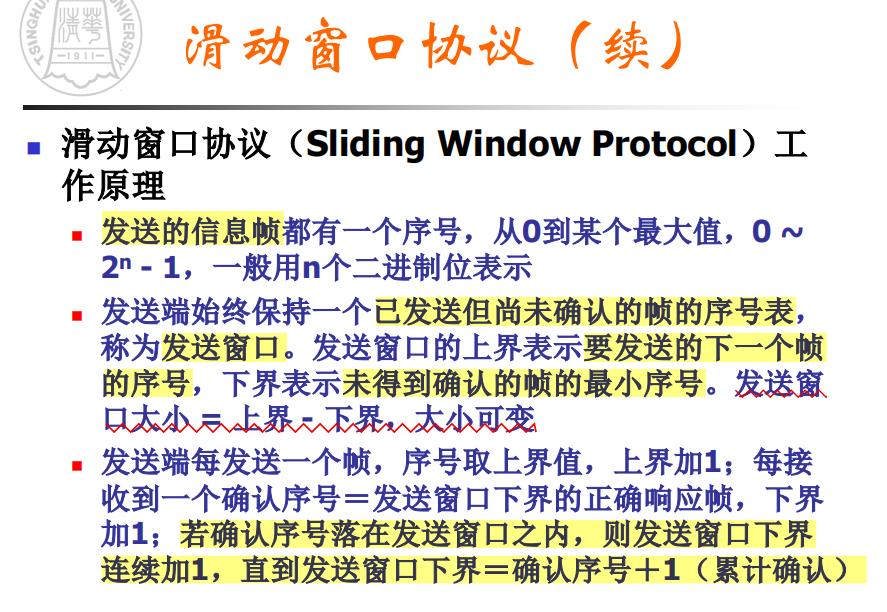 TSINGHUA UNIVERSITY
清華
-1911-
滑动窗口协议（续）
滑动窗口协议（Sliding Window Protocol）工
作原理
发送的信息帧都有一个序号，从0到某个最大值，0 ~
2ⁿ - 1，一般用n个二进制位表示
发送端始终保持一个已发送但尚未确认的帧的序号表，
称为发送窗口。发送窗口的上界表示要发送的下一个帧
的序号，下界表示未得到确认的帧的最小序号。发送窗
口大小 = 上界 - 下界，大小可变
发送端每发送一个帧，序号取上界值，上界加1；每接
收到一个确认序号＝发送窗口下界的正确响应帧，下界
加1；若确认序号落在发送窗口之内，则发送窗口下界
连续加1，直到发送窗口下界＝确认序号＋1（累计确认）